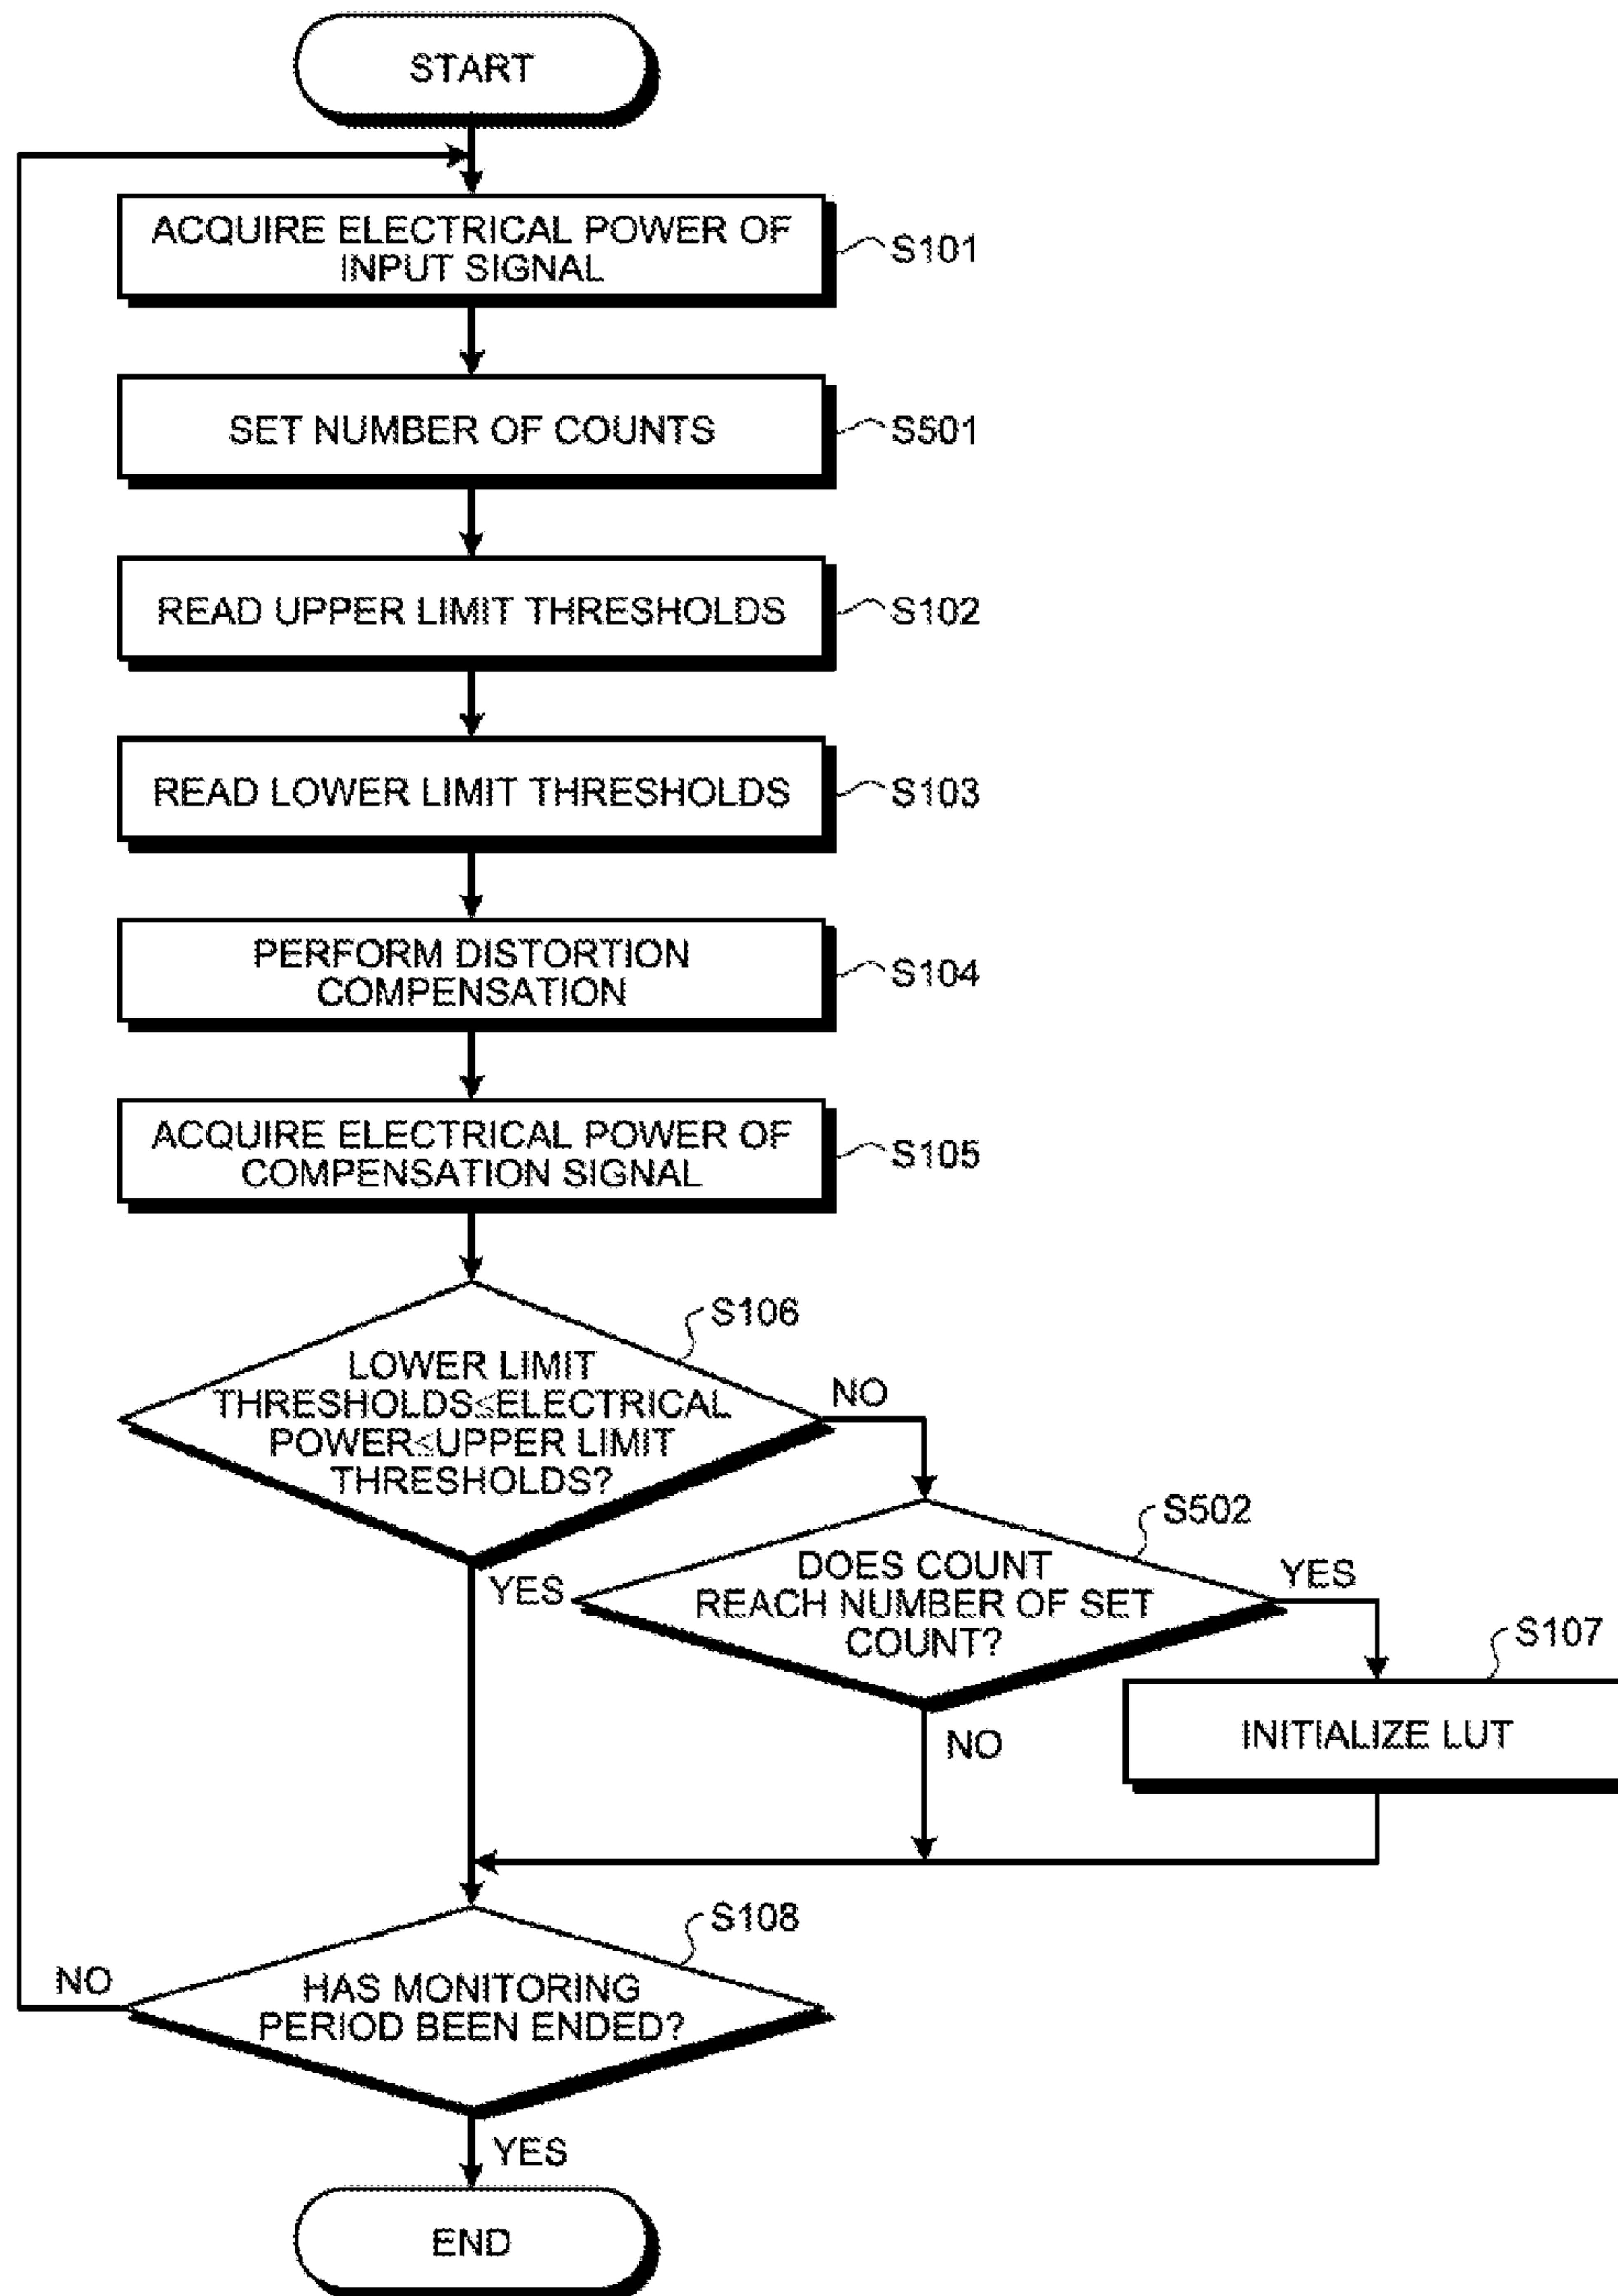 START
ACQUIRE ELECTRICAL POWER OF
INPUT SIGNAL
S101
SET NUMBER OF COUNTS
S501
READ UPPER LIMIT THRESHOLDS
S102
READ LOWER LIMIT THRESHOLDS
S103
PERFORM DISTORTION
COMPENSATION
S104
ACQUIRE ELECTRICAL POWER OF
COMPENSATION SIGNAL
S105
S106
LOWER LIMIT
THRESHOLDS≤ELECTRICAL
POWER≤UPPER LIMIT
THRESHOLDS?
NO
YES
S502
DOES COUNT
REACH NUMBER OF SET
COUNT?
YES
NO
S107
INITIALIZE LUT
S108
HAS MONITORING
PERIOD BEEN ENDED?
NO
YES
END